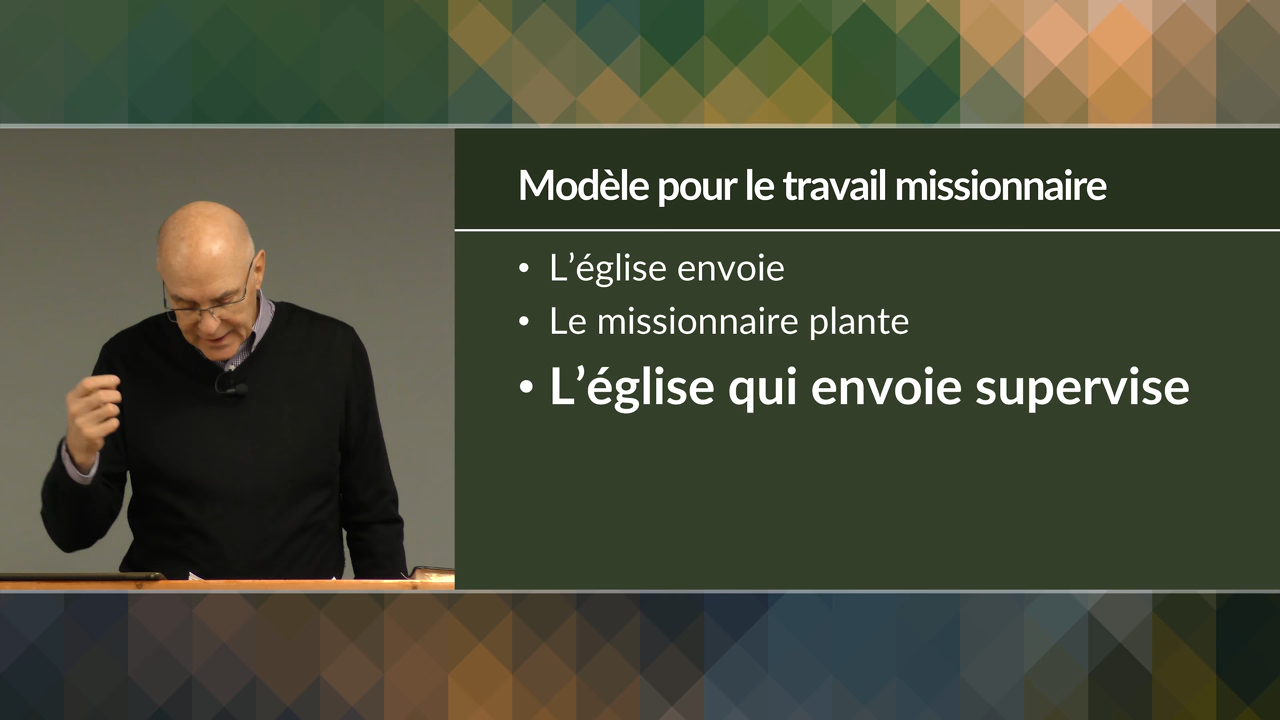 Modèle pour le travail missionnaire
• L’église envoie
• Le missionnaire plante
• L’église qui envoie supervise